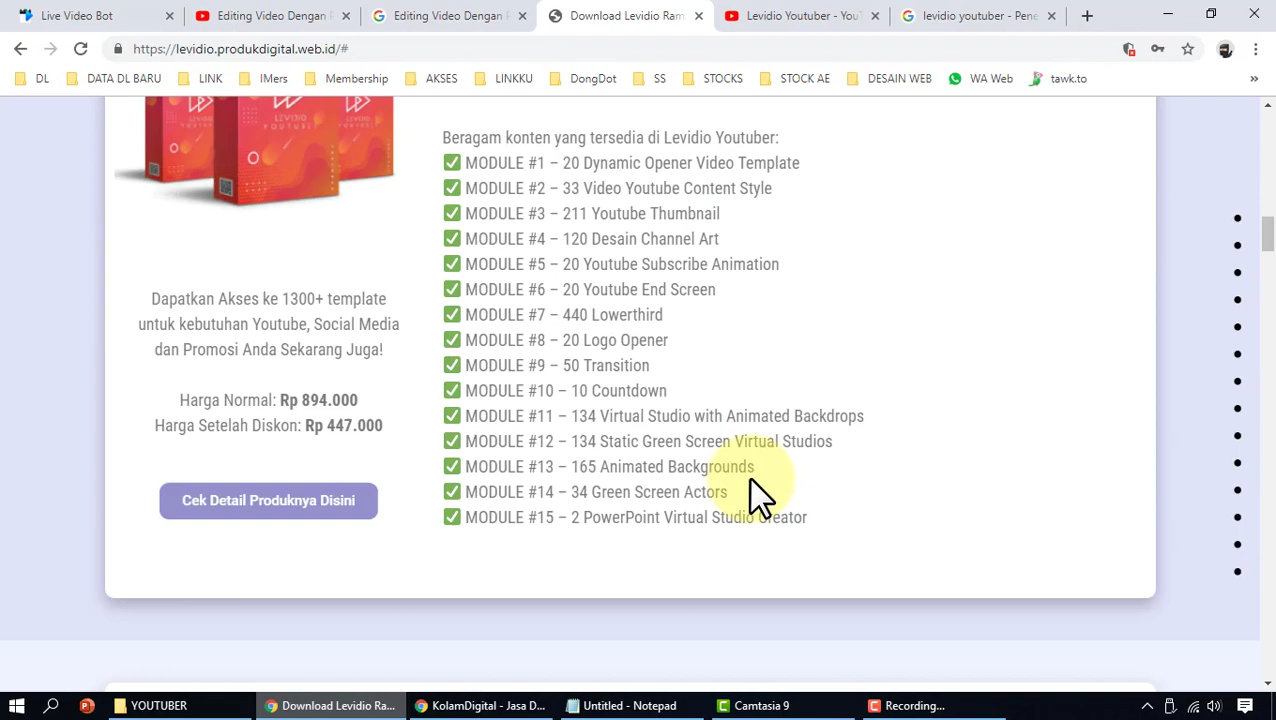 Live Video Bot
Editing Video Dengan
Editing Video Dengan
Download Levidio Ram
Levidio Youtuber - You
levidio youtuber - Pene
https://levidio.produkdigital.web.id/#
DL
DATA DL BARU
LINK
IMers
Membership
AKSES
LINKKU
DongDot
SS
STOCKS
STOCK AE
DESAIN WEB
WA Web
tawk.to
LEVIDIO
YOUTUBER
Beragam konten yang tersedia di Levidio Youtuber:
MODULE #1 – 20 Dynamic Opener Video Template
MODULE #2 – 33 Video Youtube Content Style
MODULE #3 – 211 Youtube Thumbnail
MODULE #4 – 120 Desain Channel Art
MODULE #5 – 20 Youtube Subscribe Animation
MODULE #6 – 20 Youtube End Screen
MODULE #7 – 440 Lowerthird
MODULE #8 – 20 Logo Opener
MODULE #9 – 50 Transition
MODULE #10 – 10 Countdown
MODULE #11 – 134 Virtual Studio with Animated Backdrops
MODULE #12 – 134 Static Green Screen Virtual Studios
MODULE #13 – 165 Animated Backgrounds
MODULE #14 – 34 Green Screen Actors
MODULE #15 – 2 PowerPoint Virtual Studio Creator
Dapatkan Akses ke 1300+ template
untuk kebutuhan Youtube, Social Media
dan Promosi Anda Sekarang Juga!
Harga Normal: Rp 894.000
Harga Setelah Diskon: Rp 447.000
Cek Detail Produknya Disini
YOUTUBER
Download Levidio Ra...
KolamDigital - Jasa D...
Untitled - Notepad
Camtasia 9
Recording...